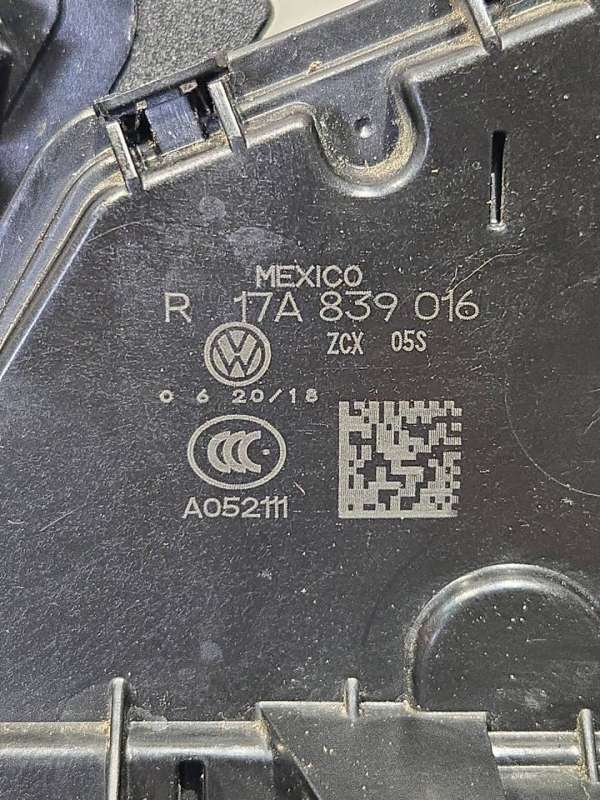 MEXICO
R 17A 839 016
ZCX 05S
0 6 20/18
A052111